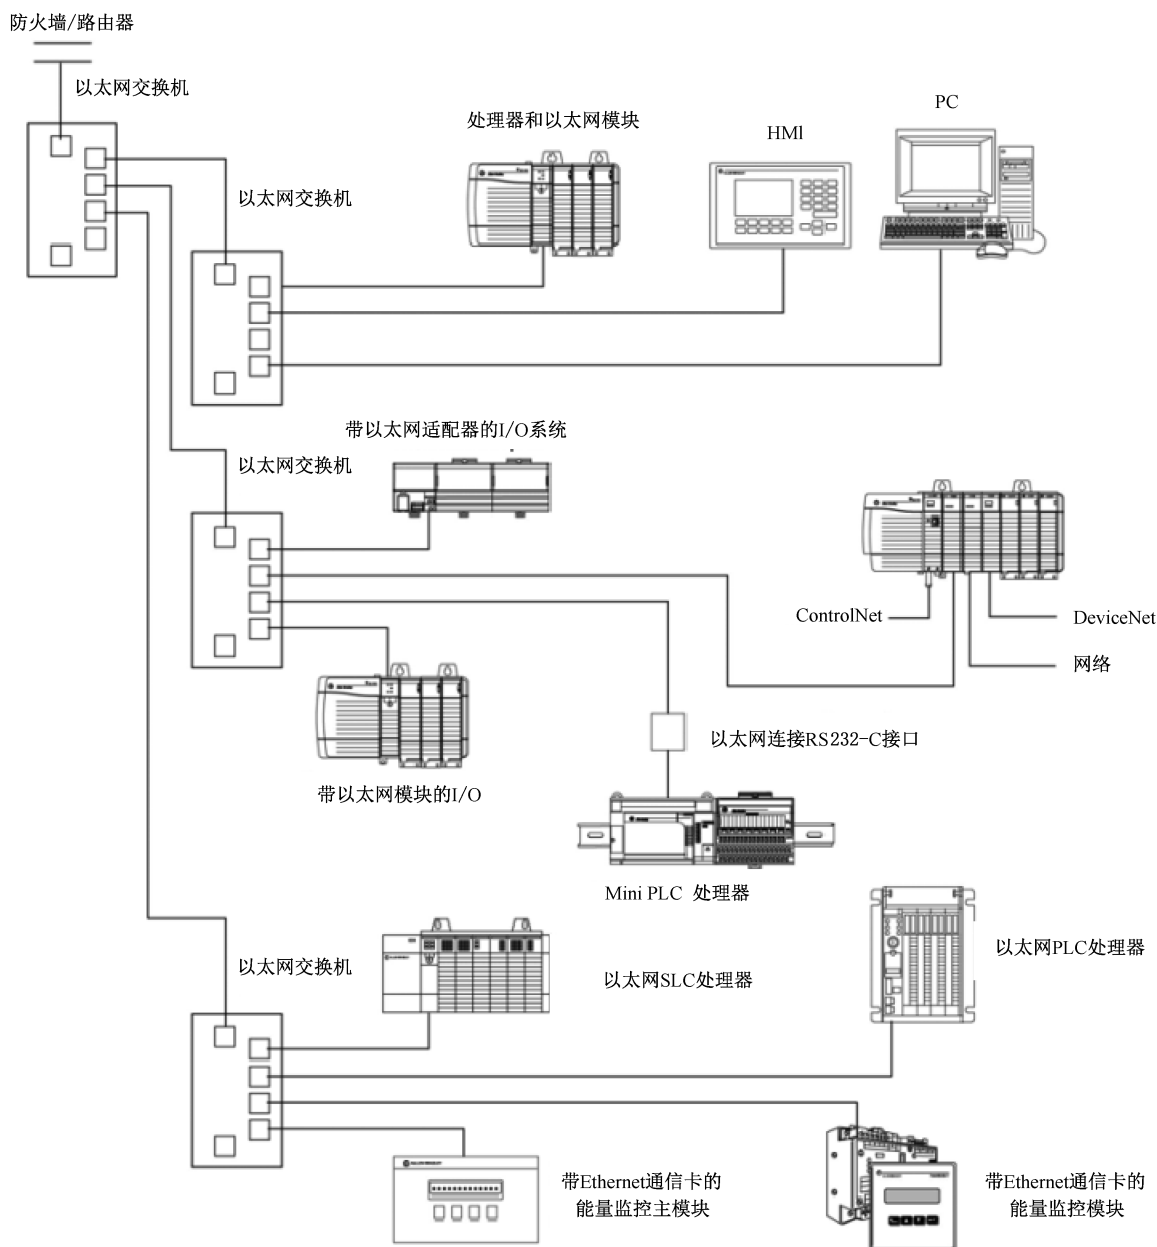 防火墙/路由器
以太网交换机
处理器和以太网模块
HMl
PC
以太网交换机
带以太网适配器的I/O系统
以太网交换机
ControlNet
DeviceNet
网络
以太网连接RS232-C接口
带以太网模块的I/O
Mini PLC 处理器
以太网交换机
以太网SLC处理器
以太网PLC处理器
带Ethernet通信卡的
能量监控主模块
带Ethernet通信卡的
能量监控模块